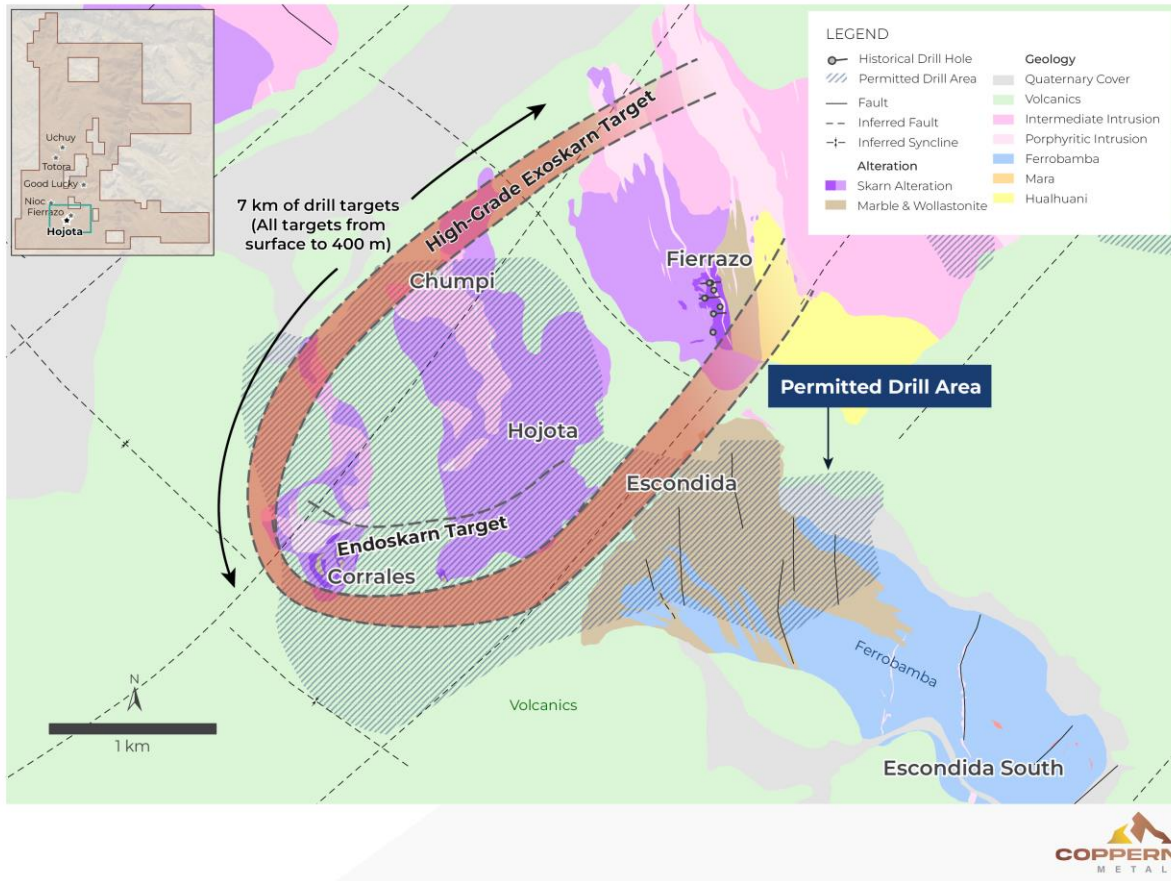 Uchuy
Totora
Good Lucky
Nioc
Fierrazo
Hojota
7 km of drill targets
(All targets from
surface to 400 m)
High-Grade Exoskarn Target
Chumpi
Fierrazo
Hojota
Escondida
Endoskarn Target
Corrales
Permitted Drill Area
Ferrobamba
Volcanics
Escondida South
N
1 km
LEGEND
Historical Drill Hole
Permitted Drill Area
Fault
Inferred Fault
Inferred Syncline
Alteration
Skarn Alteration
Marble & Wollastonite
Geology
Quaternary Cover
Volcanics
Intermediate Intrusion
Porphyritic Intrusion
Ferrobamba
Mara
Hualhuani